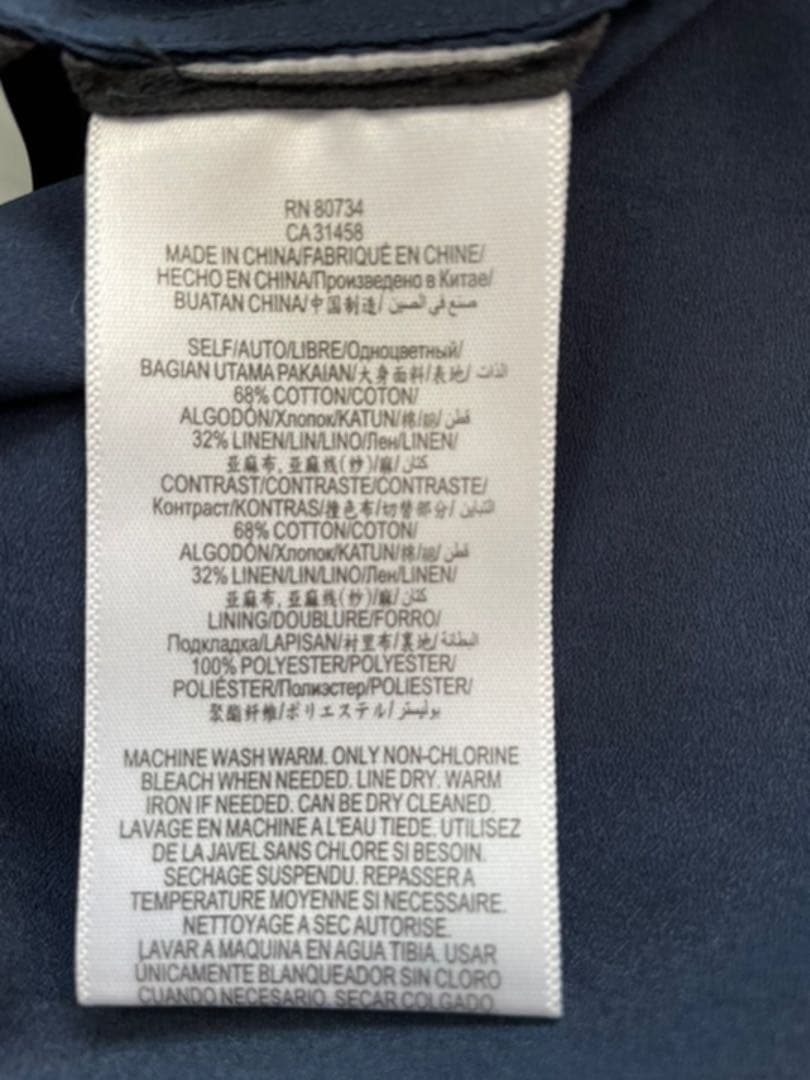 RN 80734
CA 31458
MADE IN CHINA/FABRIQUÉ EN CHINE/
HECHO EN CHINA/Произведено в Китае/
BUATAN CHINA/中国制造/ صنع في الصين
SELF/AUTO/LIBRE/Одноцветный/
BAGIAN UTAMA PAKAIAN/大身面料/表地/ الذات
68% COTTON/COTON/
ALGODÓN/Хлопок/KATUN/棉/綿/ قطن
32% LINEN/LIN/LINO/Лен/LINEN/
亚麻布, 亚麻线(纱)/麻/ كتان
CONTRAST/CONTRASTE/CONTRASTE/
Контраст/KONTRAS/撞色布/切替部分/ التباين
68% COTTON/COTON/
ALGODÓN/Хлопок/KATUN/棉/綿/ قطن
32% LINEN/LIN/LINO/Лен/LINEN/
亚麻布, 亚麻线(纱)/麻/ كتان
LINING/DOUBLURE/FORRO/
Подкладка/LAPISAN/衬里布/裏地/ البطانة
100% POLYESTER/POLYESTER/
POLIÉSTER/Полиэстер/POLIESTER/
聚酯纤维/ポリエステル/ بوليستر
MACHINE WASH WARM. ONLY NON-CHLORINE
BLEACH WHEN NEEDED. LINE DRY. WARM
IRON IF NEEDED. CAN BE DRY CLEANED.
LAVAGE EN MACHINE A L'EAU TIEDE. UTILISEZ
DE LA JAVEL SANS CHLORE SI BESOIN.
SECHAGE SUSPENDU. REPASSER A
TEMPERATURE MOYENNE SI NECESSAIRE.
NETTOYAGE A SEC AUTORISE.
LAVAR A MAQUINA EN AGUA TIBIA. USAR
ÚNICAMENTE BLANQUEADOR SIN CLORO
CUANDO NECESARIO. SECAR COLGADO